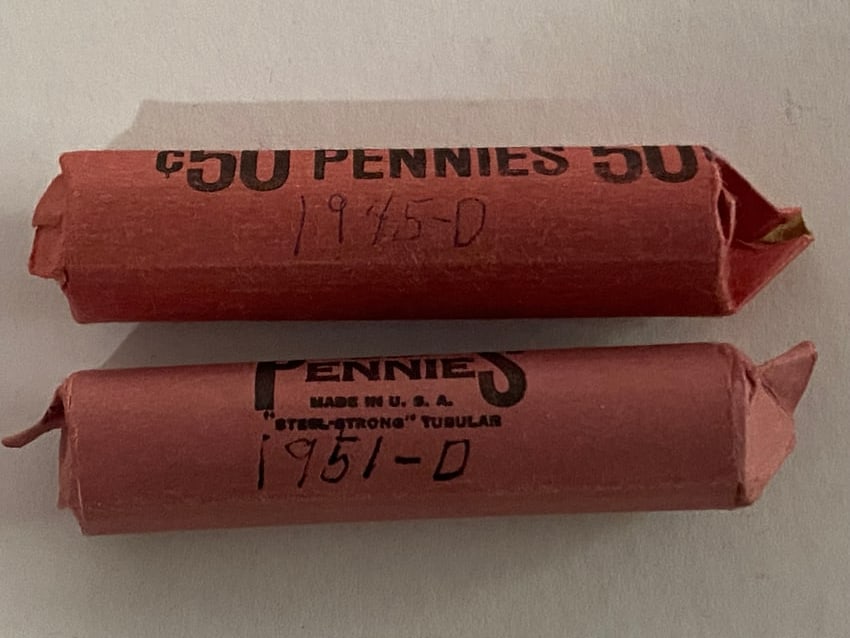 ¢50 PENNIES 50
1945-D
PENNIES
MADE IN U. S. A.
"STEEL-STRONG" TUBULAR
1951-D